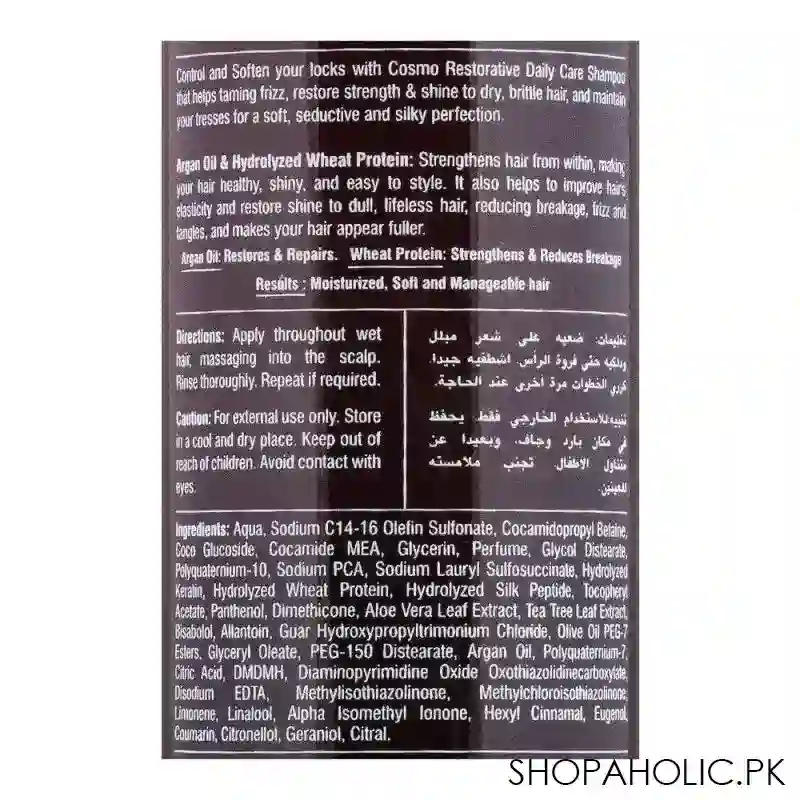 Control and Soften your locks with Cosmo Restorative Daily Care Shampoo
that helps taming frizz, restore strength & shine to dry, brittle hair, and maintain
your tresses for a soft, seductive and silky perfection.
Argan Oil & Hydrolyzed Wheat Protein: Strengthens hair from within, making
your hair healthy, shiny, and easy to style. It also helps to improve hairs
elasticity and restore shine to dull, lifeless hair, reducing breakage, frizz and
tangles, and makes your hair appear fuller.
Argan Oil: Restores & Repairs. Wheat Protein: Strengthens & Reduces Breakage
Results : Moisturized, Soft and Manageable hair
Directions: Apply throughout wet
hair, massaging into the scalp.
Rinse thoroughly. Repeat if required.
Caution: For external use only. Store
in a cool and dry place. Keep out of
reach of children. Avoid contact with
eyes.
تعليمات: ضعيه على شعر مبلل
ودلكيه حتى فروة الرأس. اشطفيه جيدا.
كرري الخطوات مرة أخرى عند الحاجة.
تنبيه: للاستخدام الخارجي فقط. يحفظ
في مكان بارد وجاف. وبعيدا عن
متناول الاطفال. تجنب ملامسته
للعينين.
Ingredients: Aqua, Sodium C14-16 Olefin Sulfonate, Cocamidopropyl Betaine,
Coco Glucoside, Cocamide MEA, Glycerin, Perfume, Glycol Distearate,
Polyquaternium-10, Sodium PCA, Sodium Lauryl Sulfosuccinate, Hydrolyzed
Keratin, Hydrolyzed Wheat Protein, Hydrolyzed Silk Peptide, Tocopheryl
Acetate, Panthenol, Dimethicone, Aloe Vera Leaf Extract, Tea Tree Leaf Extract,
Bisabolol, Allantoin, Guar Hydroxypropyltrimonium Chloride, Olive Oil PEG-7
Esters, Glyceryl Oleate, PEG-150 Distearate, Argan Oil, Polyquaternium-7,
Citric Acid, DMDMH, Diaminopyrimidine Oxide Oxothiazolidinecarboxylate,
Disodium EDTA, Methylisothiazolinone, Methylchloroisothiazolinone,
Limonene, Linalool, Alpha Isomethyl Ionone, Hexyl Cinnamal, Eugenol,
Coumarin, Citronellol, Geraniol, Citral.
SHOPAHOLIC.PK